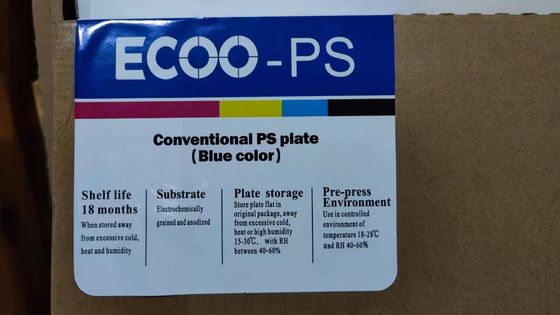 ECOO-PS
Conventional PS plate
(Blue color)
Shelf life
18 months
When stored away
from excessive cold,
heat and humidity
Substrate
Electrochemically
grained and anodized
Plate storage
Store plate flat in
original package, away
from excessive cold,
heat or high humidity
15-30℃, with RH
between 40-60%
Pre-press
Environment
Use in controlled
environment of
temperature 18-28℃
and RH 40-60%